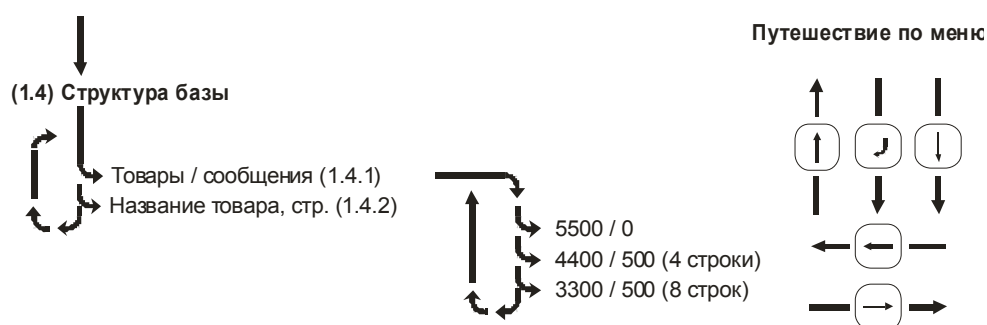 Путешествие по меню
(1.4) Структура базы
Товары / сообщения (1.4.1)
Название товара, стр. (1.4.2)
5500 / 0
4400 / 500 (4 строки)
3300 / 500 (8 строк)